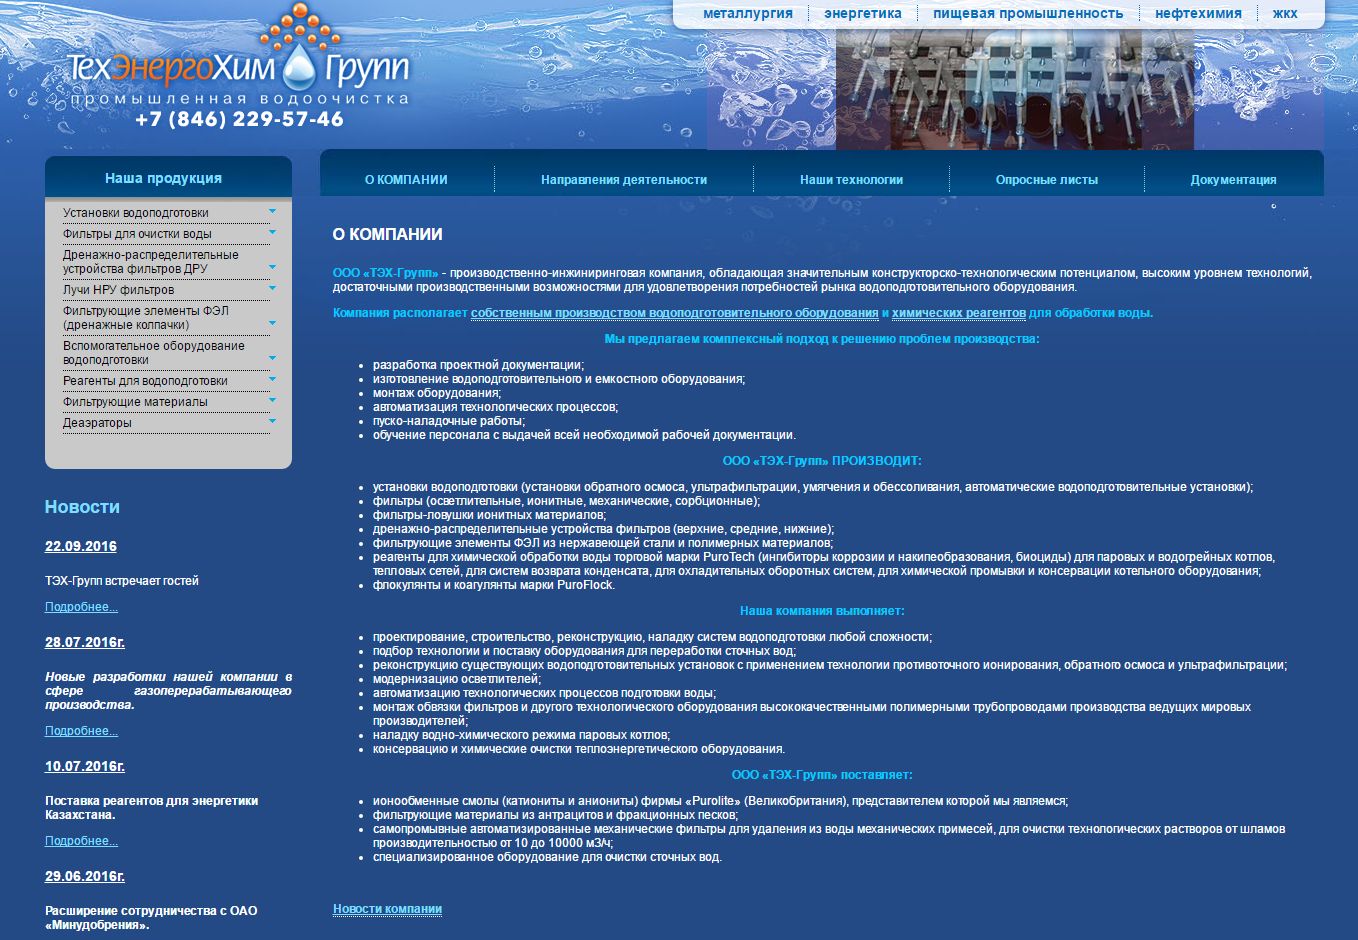 металлургия энергетика пищевая промышленность нефтехимия жкх
ТехЭнергоХим Групп
промышленная водоочистка
+7 (846) 229-57-46
Наша продукция
О КОМПАНИИ Направления деятельности Наши технологии Опросные листы Документация
Установки водоподготовки
Фильтры для очистки воды
Дренажно-распределительные
устройства фильтров ДРУ
Лучи НРУ фильтров
Фильтрующие элементы ФЭЛ
(дренажные колпачки)
Вспомогательное оборудование
водоподготовки
Реагенты для водоподготовки
Фильтрующие материалы
Деаэраторы
Новости
22.09.2016
ТЭХ-Групп встречает гостей
Подробнее...
28.07.2016г.
Новые разработки нашей компании в
сфере газоперерабатывающего
производства.
Подробнее...
10.07.2016г.
Поставка реагентов для энергетики
Казахстана.
Подробнее...
29.06.2016г.
Расширение сотрудничества с ОАО
«Минудобрения».
О КОМПАНИИ
ООО «ТЭХ-Групп» - производственно-инжиниринговая компания, обладающая значительным конструкторско-технологическим потенциалом, высоким уровнем технологий,
достаточными производственными возможностями для удовлетворения потребностей рынка водоподготовительного оборудования.
Компания располагает собственным производством водоподготовительного оборудования и химических реагентов для обработки воды.
Мы предлагаем комплексный подход к решению проблем производства:
разработка проектной документации;
изготовление водоподготовительного и емкостного оборудования;
монтаж оборудования;
автоматизация технологических процессов;
пуско-наладочные работы;
обучение персонала с выдачей всей необходимой рабочей документации.
ООО «ТЭХ-Групп» ПРОИЗВОДИТ:
установки водоподготовки (установки обратного осмоса, ультрафильтрации, умягчения и обессоливания, автоматические водоподготовительные установки);
фильтры (осветлительные, ионитные, механические, сорбционные);
фильтры-ловушки ионитных материалов;
дренажно-распределительные устройства фильтров (верхние, средние, нижние);
фильтрующие элементы ФЭЛ из нержавеющей стали и полимерных материалов;
реагенты для химической обработки воды торговой марки PuroTech (ингибиторы коррозии и накипеобразования, биоциды) для паровых и водогрейных котлов,
тепловых сетей, для систем возврата конденсата, для охладительных оборотных систем, для химической промывки и консервации котельного оборудования;
флокулянты и коагулянты марки PuroFlock.
Наша компания выполняет:
проектирование, строительство, реконструкцию, наладку систем водоподготовки любой сложности;
подбор технологии и поставку оборудования для переработки сточных вод;
реконструкцию существующих водоподготовительных установок с применением технологии противоточного ионирования, обратного осмоса и ультрафильтрации;
модернизацию осветлителей;
автоматизацию технологических процессов подготовки воды;
монтаж обвязки фильтров и другого технологического оборудования высококачественными полимерными трубопроводами производства ведущих мировых
производителей;
наладку водно-химического режима паровых котлов;
консервацию и химические очистки теплоэнергетического оборудования.
ООО «ТЭХ-Групп» поставляет:
ионообменные смолы (катиониты и аниониты) фирмы «Purolite» (Великобритания), представителем которой мы являемся;
фильтрующие материалы из антрацитов и фракционных песков;
самопромывные автоматизированные механические фильтры для удаления из воды механических примесей, для очистки технологических растворов от шламов
производительностью от 10 до 10000 м3/ч;
специализированное оборудование для очистки сточных вод.
Новости компании